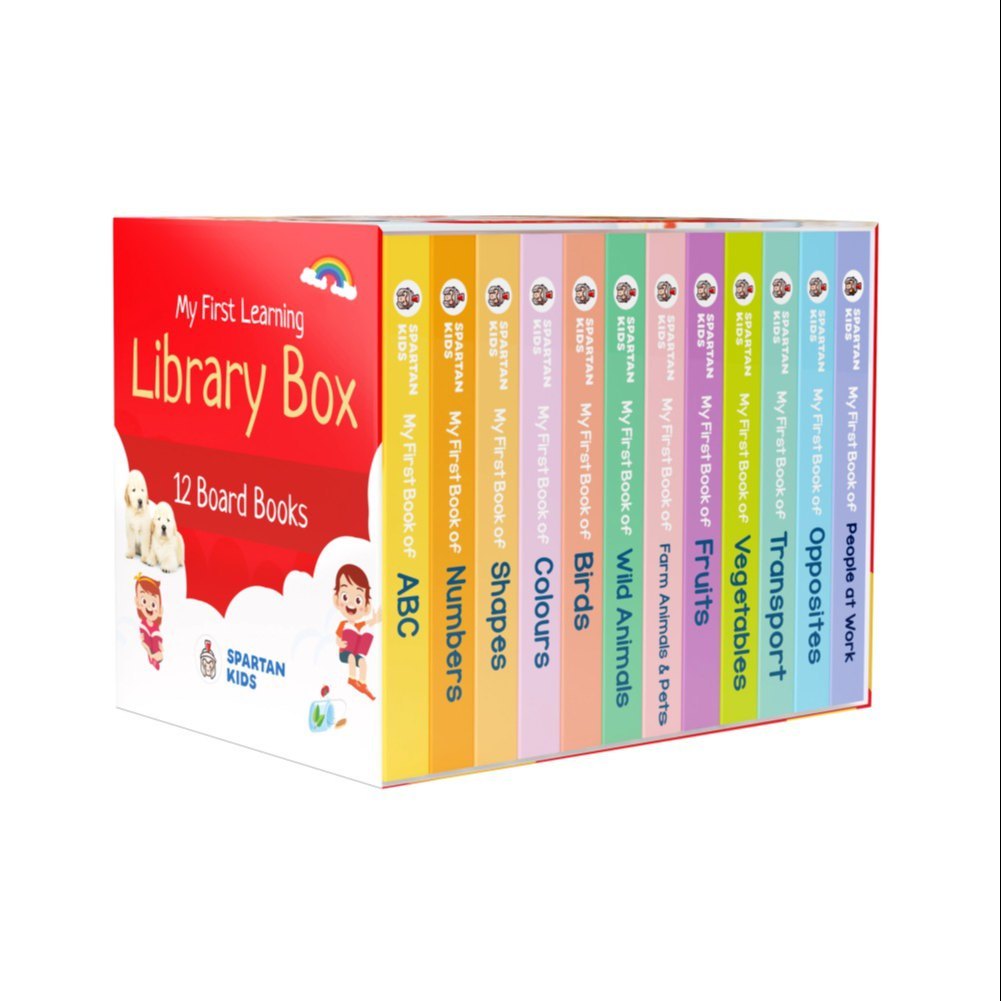 My First Learning
Library Box
12 Board Books
SPARTAN
KIDS
SPARTAN
KIDS
My First Book of ABC
SPARTAN
KIDS
My First Book of Numbers
SPARTAN
KIDS
My First Book of Shapes
SPARTAN
KIDS
My First Book of Colours
SPARTAN
KIDS
My First Book of Birds
SPARTAN
KIDS
My First Book of Wild Animals
SPARTAN
KIDS
My First Book of Farm Animals & Pets
SPARTAN
KIDS
My First Book of Fruits
SPARTAN
KIDS
My First Book of Vegetables
SPARTAN
KIDS
My First Book of Transport
SPARTAN
KIDS
My First Book of Opposites
SPARTAN
KIDS
My First Book of People at Work